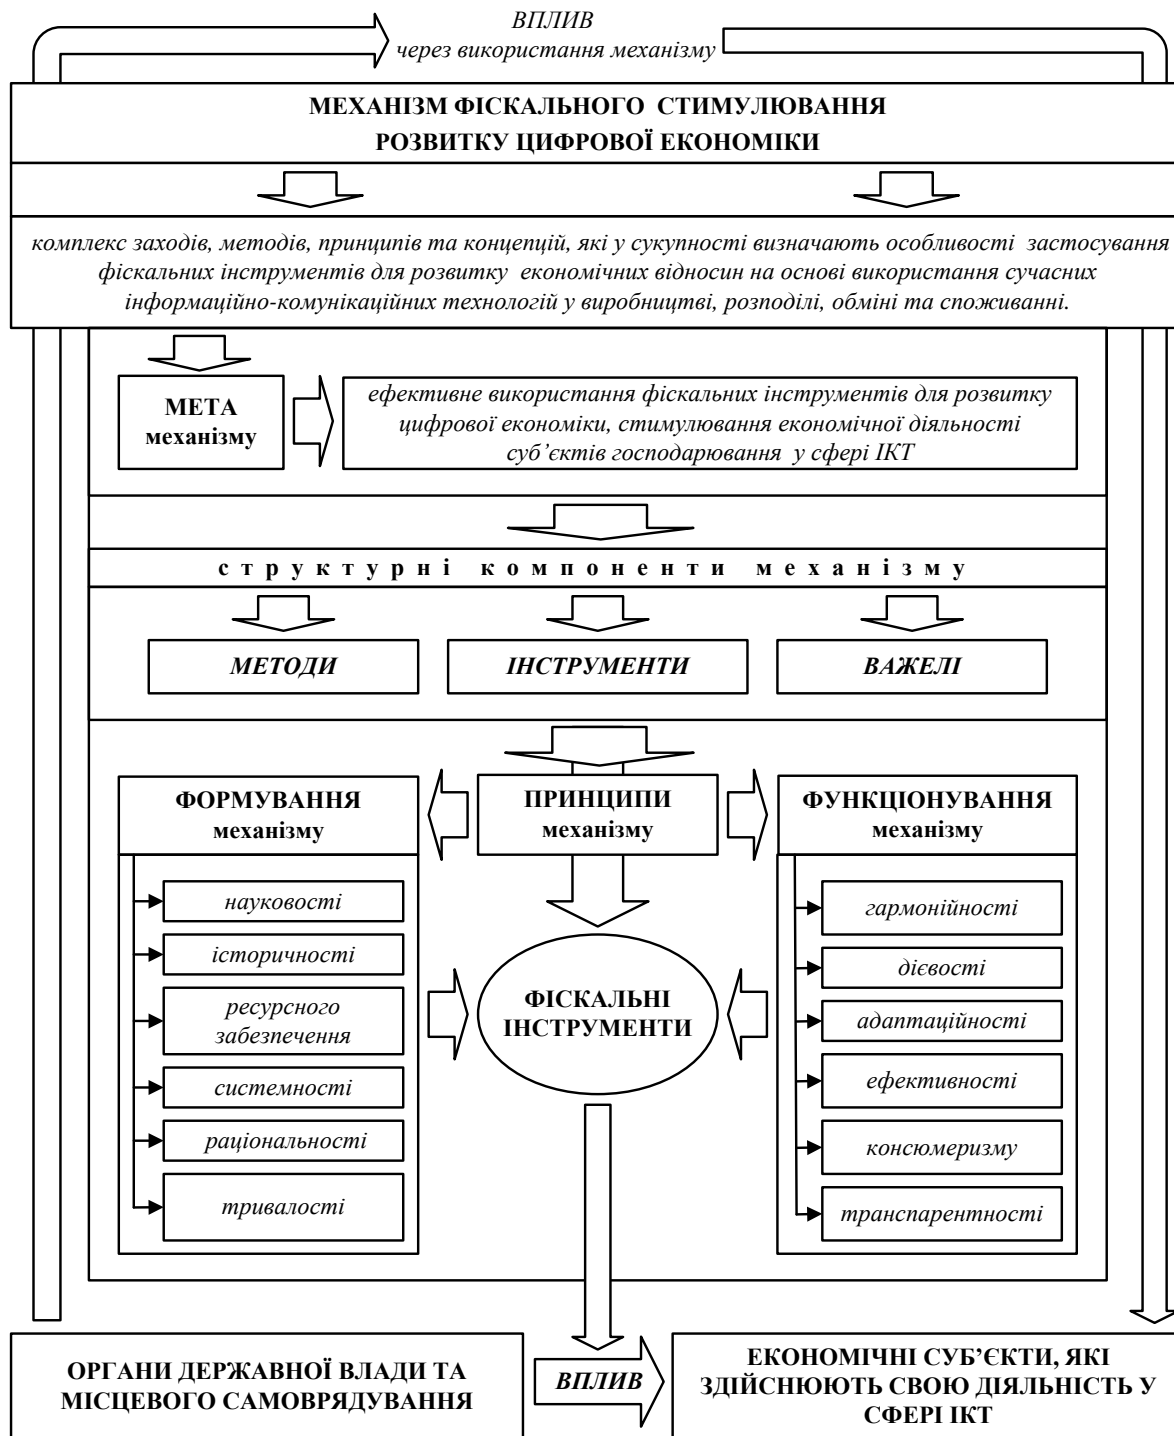 ВПЛИВ
через використання механізму
МЕХАНІЗМ ФІСКАЛЬНОГО СТИМУЛЮВАННЯ
РОЗВИТКУ ЦИФРОВОЇ ЕКОНОМІКИ
комплекс заходів, методів, принципів та концепцій, які у сукупності визначають особливості застосування
фіскальних інструментів для розвитку економічних відносин на основі використання сучасних
інформаційно-комунікаційних технологій у виробництві, розподілі, обміні та споживанні.
МЕТА
механізму
ефективне використання фіскальних інструментів для розвитку
цифрової економіки, стимулювання економічної діяльності
суб’єктів господарювання у сфері ІКТ
структурні компоненти механізму
МЕТОДИ
ІНСТРУМЕНТИ
ВАЖЕЛІ
ФОРМУВАННЯ
механізму
ПРИНЦИПИ
механізму
ФУНКЦІОНУВАННЯ
механізму
науковості
історичності
ресурсного
забезпечення
системності
раціональності
тривалості
ФІСКАЛЬНІ
ІНСТРУМЕНТИ
гармонійності
дієвості
адаптаційності
ефективності
консюмеризму
транспарентності
ОРГАНИ ДЕРЖАВНОЇ ВЛАДИ ТА
МІСЦЕВОГО САМОВРЯДУВАННЯ
ВПЛИВ
ЕКОНОМІЧНІ СУБ’ЄКТИ, ЯКІ
ЗДІЙСНЮЮТЬ СВОЮ ДІЯЛЬНІСТЬ У
СФЕРІ ІКТ